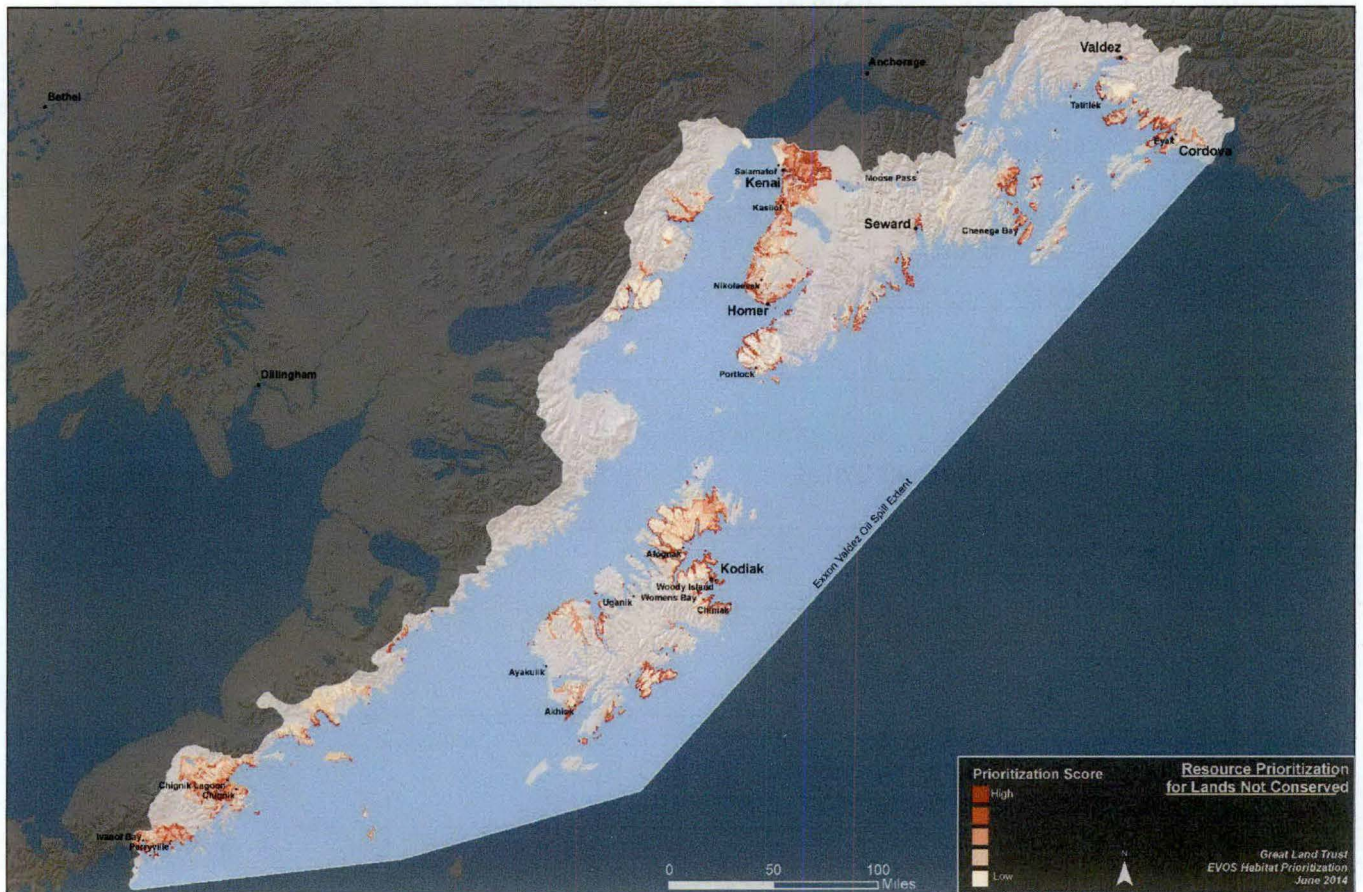 Valdez
Anchorage
Bethel
Tatitlek
Eyak
Cordova
Salamatof
Kenai
Moose Pass
Kasilof
Seward
Chenega Bay
Nikolaevsk
Homer
Portlock
Dillingham
Exxon Valdez Oil Spill Extent
Afognak
Kodiak
Woody Island
Womens Bay
Uganik
Chiniak
Ayakulik
Akhiok
Chignik Lagoon
Chignik
Ivanof Bay
Perryville
Prioritization Score
High
Low
Resource Prioritization
for Lands Not Conserved
N
Great Land Trust
EVOS Habitat Prioritization
June 2014
0 50 100
Miles